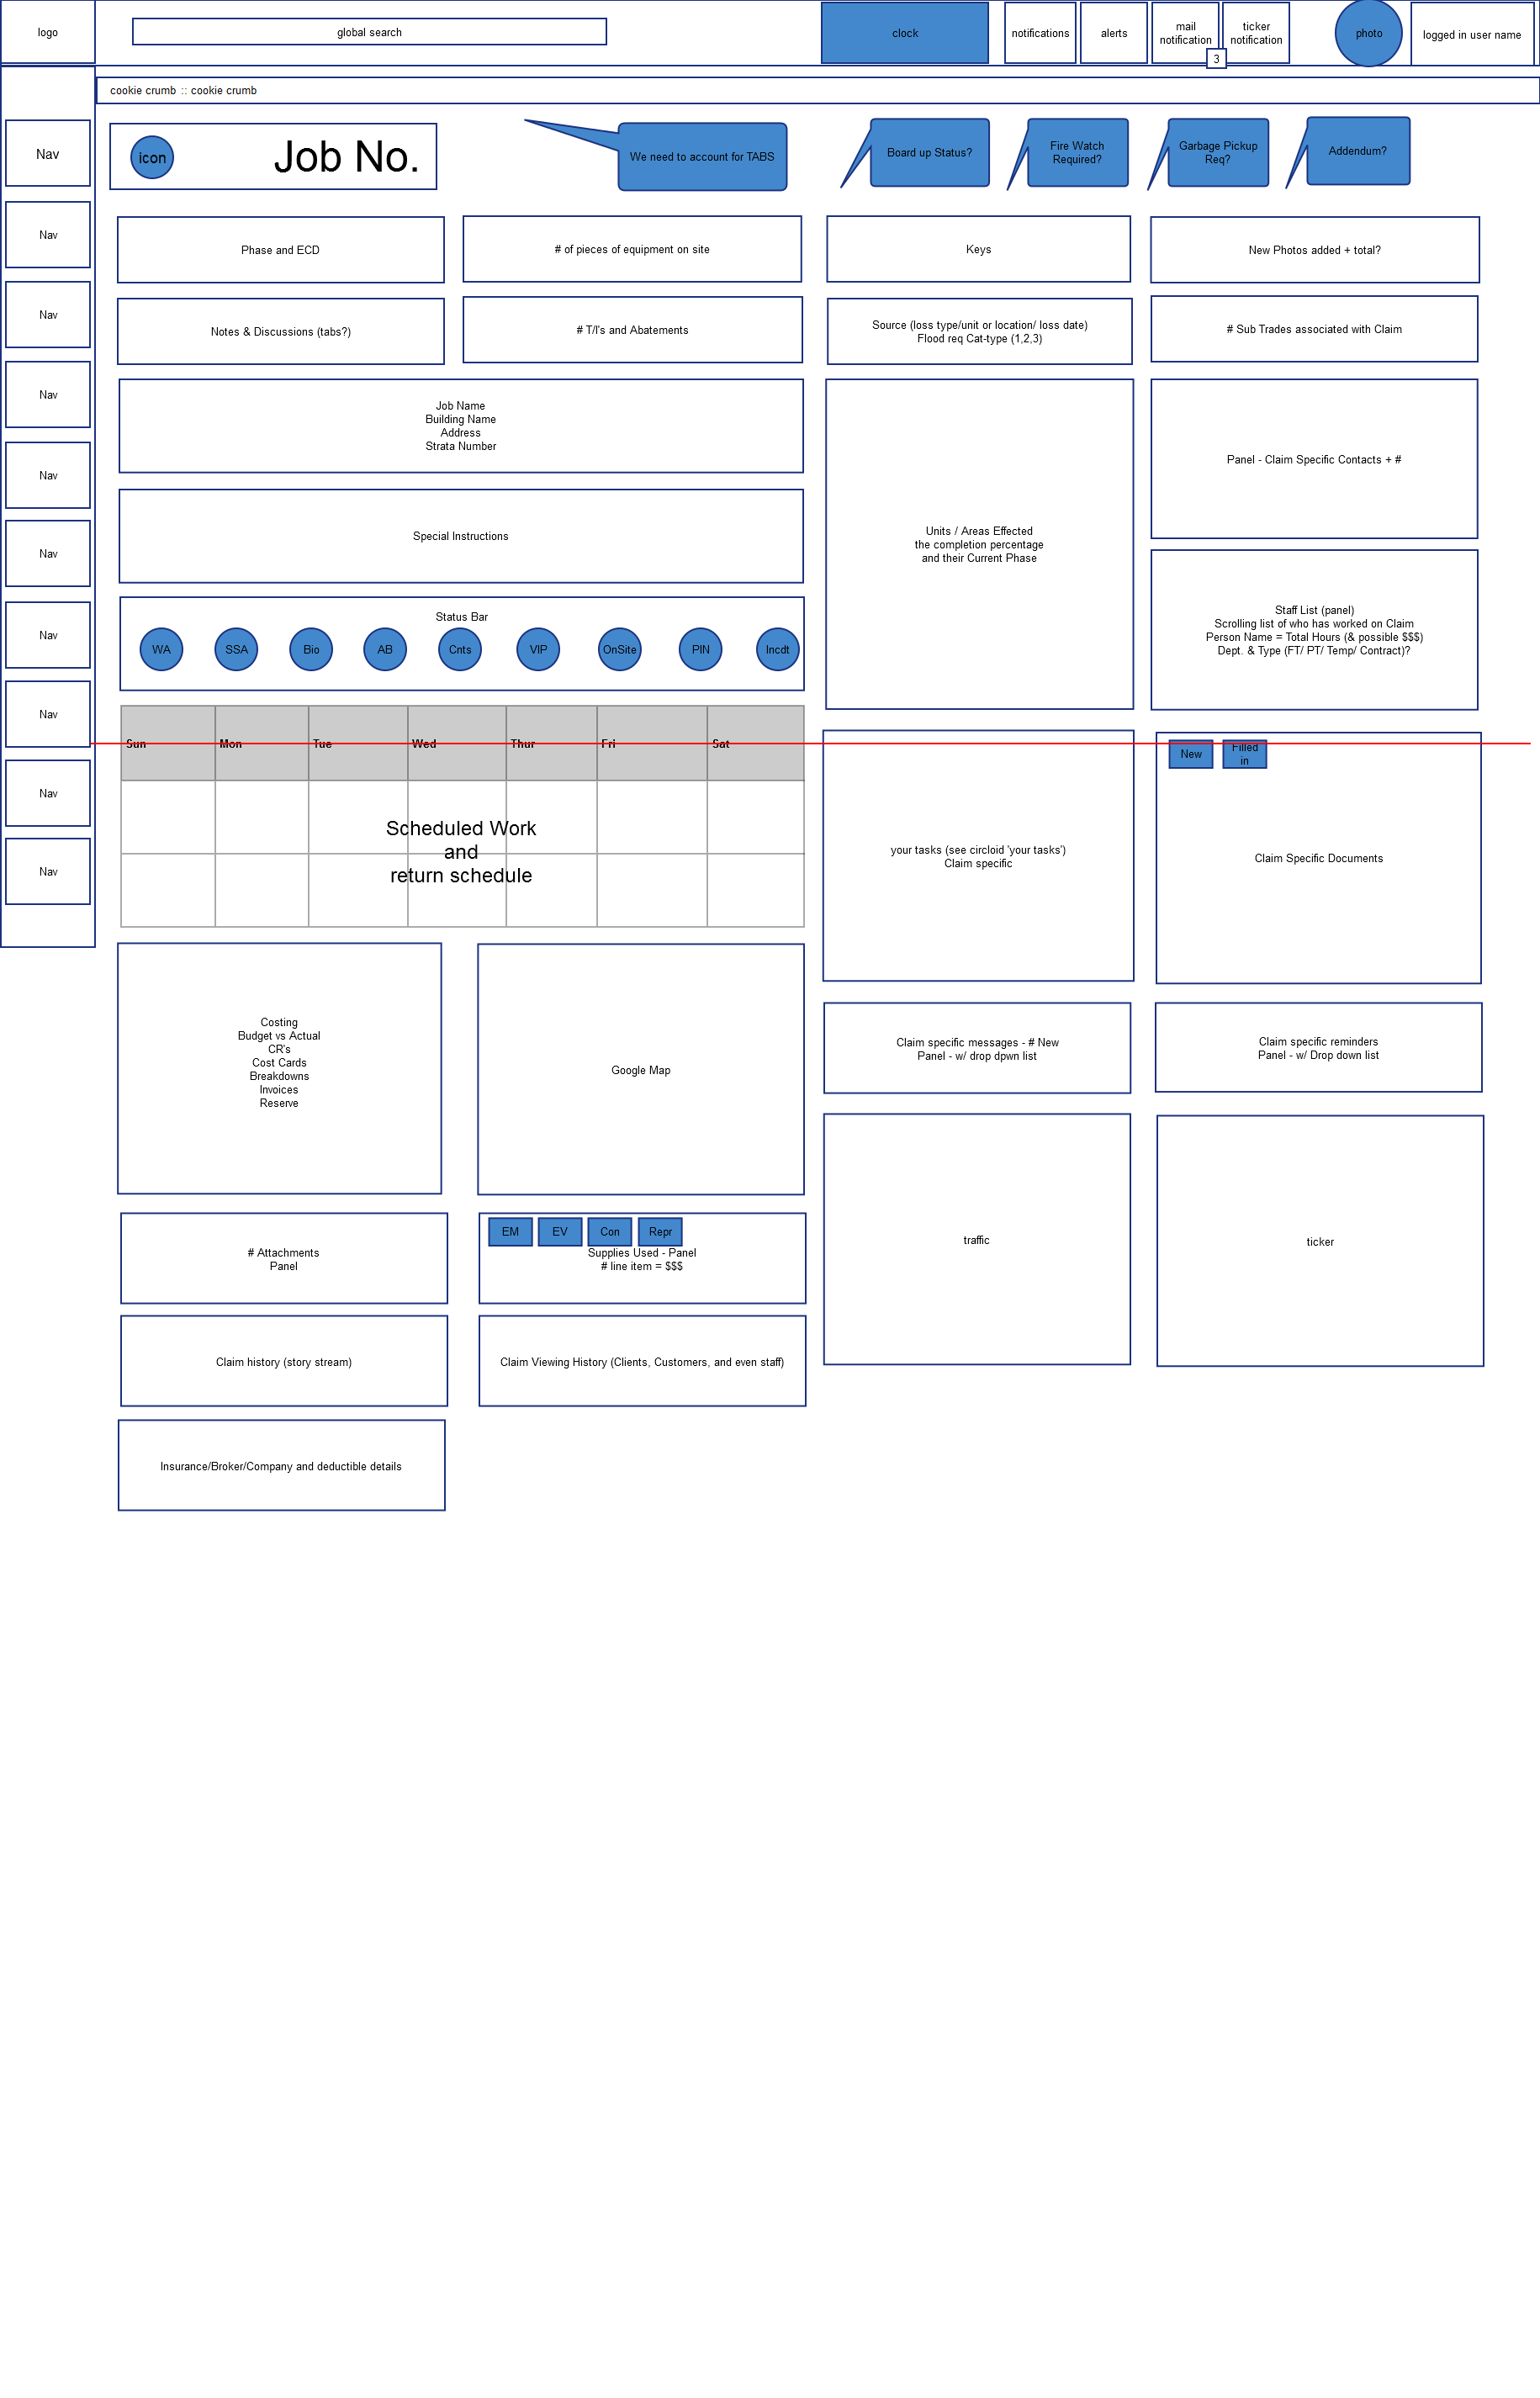 logo
global search
clock
notifications
alerts
mail
notification
3
ticker
notification
photo
logged in user name
cookie crumb :: cookie crumb
Nav
Nav
Nav
Nav
Nav
Nav
Nav
Nav
Nav
Nav
icon
Job No.
We need to account for TABS
Board up Status?
Fire Watch
Required?
Garbage Pickup
Req?
Addendum?
Phase and ECD
# of pieces of equipment on site
Keys
New Photos added + total?
Notes & Discussions (tabs?)
# T/I's and Abatements
Source (loss type/unit or location/ loss date)
Flood req Cat-type (1,2,3)
# Sub Trades associated with Claim
Job Name
Building Name
Address
Strata Number
Special Instructions
Units / Areas Effected
the completion percentage
and their Current Phase
Panel - Claim Specific Contacts + #
Staff List (panel)
Scrolling list of who has worked on Claim
Person Name = Total Hours (& possible $$$)
Dept. & Type (FT/ PT/ Temp/ Contract)?
Status Bar
WA
SSA
Bio
AB
Cnts
VIP
OnSite
PIN
Incdt
Sun
Mon
Tue
Wed
Thur
Fri
Sat
Scheduled Work
and
return schedule
your tasks (see circloid 'your tasks')
Claim specific
New
Filled
in
Claim Specific Documents
Costing
Budget vs Actual
CR's
Cost Cards
Breakdowns
Invoices
Reserve
Google Map
Claim specific messages - # New
Panel - w/ drop dpwn list
Claim specific reminders
Panel - w/ Drop down list
traffic
ticker
# Attachments
Panel
EM
EV
Con
Repr
Supplies Used - Panel
# line item = $$$
Claim history (story stream)
Claim Viewing History (Clients, Customers, and even staff)
Insurance/Broker/Company and deductible details